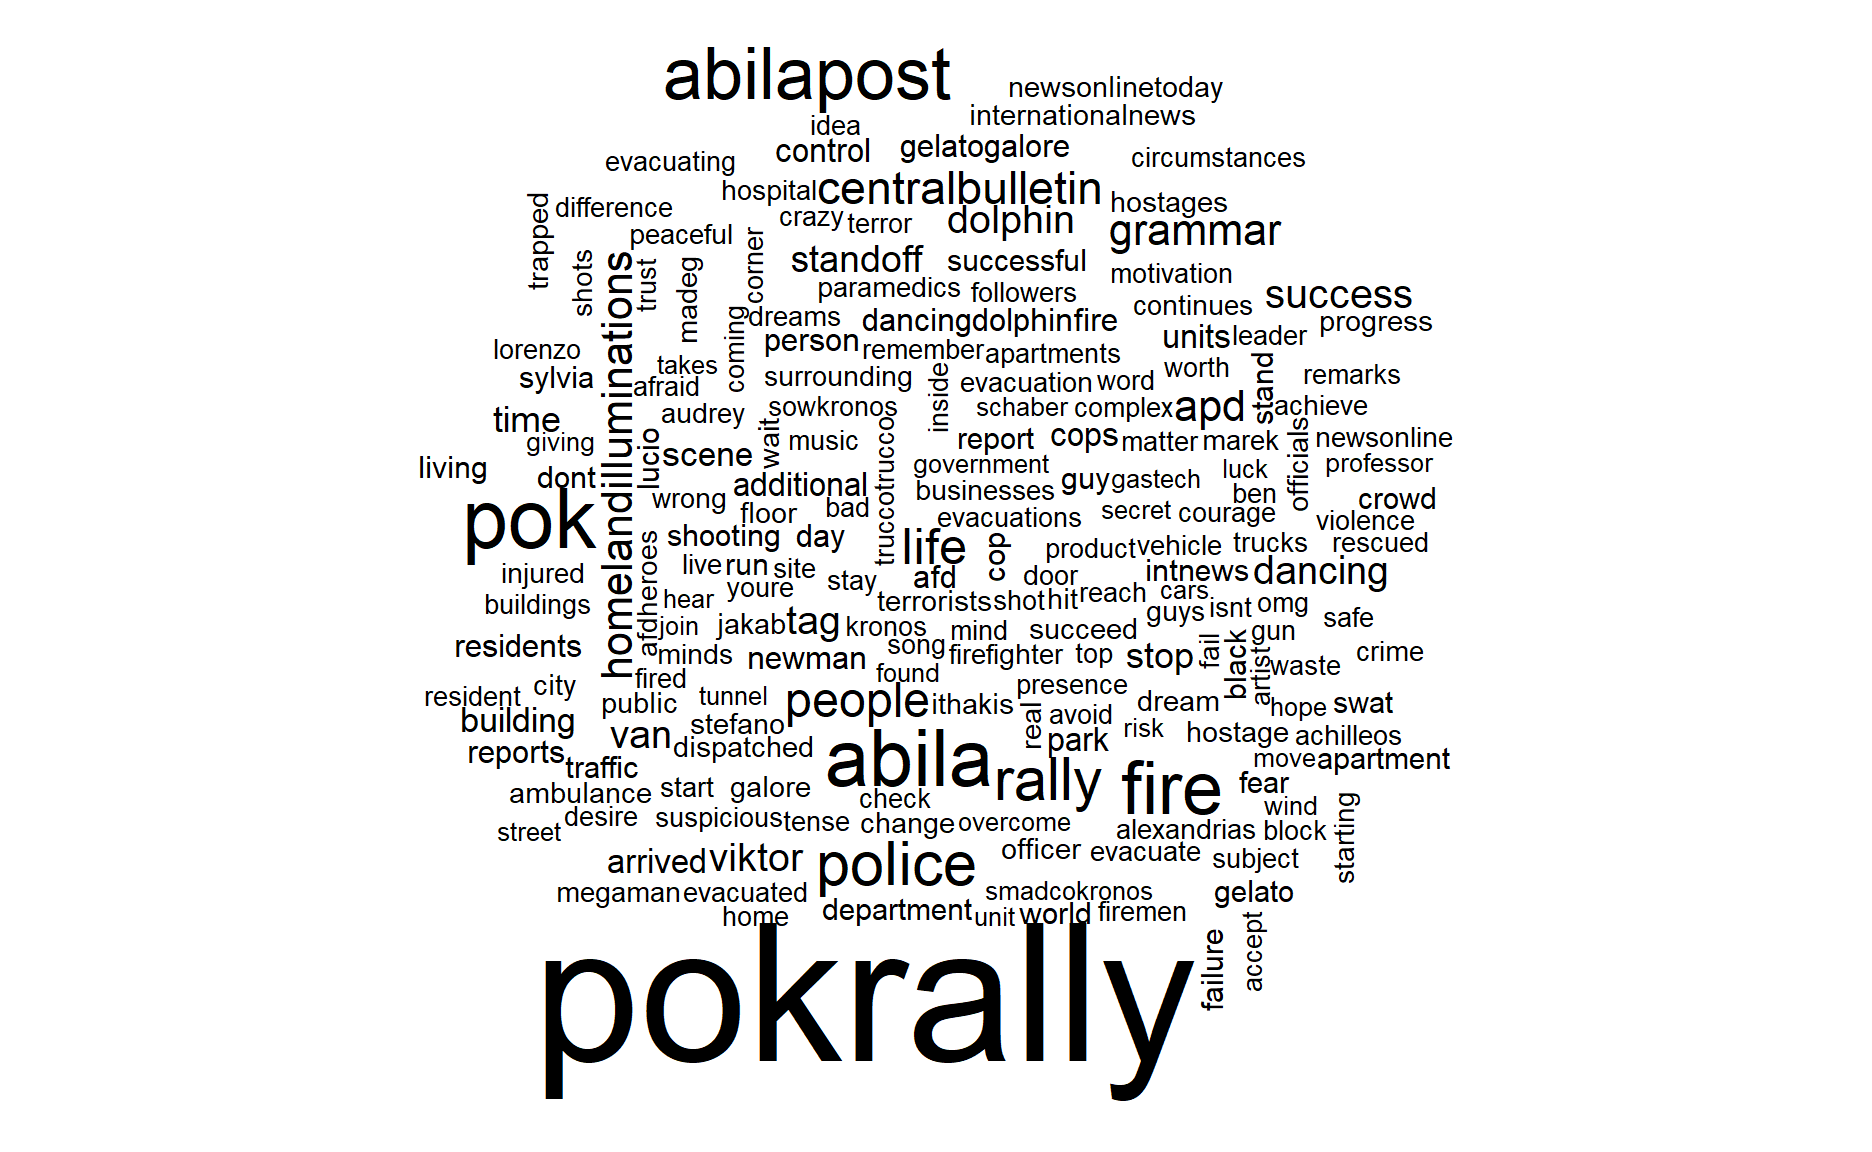 abilapost
newsonlinetoday
internationalnews
idea
control
gelatogalore
evacuating
circumstances
hospital
centralbulletin
hostages
trapped
difference
crazy
terror
dolphin
grammar
peaceful
corner
standoff
successful
motivation
shots
homelandilluminations
trust
madeg
paramedics
followers
continues
success
coming
dreams
dancingdolphinfire
units
leader
progress
person
remember
apartments
lorenzo
takes
worth
stand
sylvia
afraid
surrounding
inside
evacuation
word
remarks
time
audrey
sowkronos
schaber
complex
apd
achieve
giving
lucio
wait
music
truccotrucco
report
cops
matter
marek
officials
newsonline
living
scene
government
guy
gastech
luck
professor
dont
additional
businesses
ben
crowd
pok
wrong
floor
bad
evacuations
secret
courage
violence
shooting
day
life
cop
product
vehicle
trucks
rescued
afdheroes
injured
live
run
site
stay
afd
door
intnews
dancing
buildings
hear
youre
terrorists
shot
hit
reach
cars
guys
isnt
omg
safe
join
jakab
tag
kronos
mind
succeed
gun
residents
minds
newman
song
firefighter
top
stop
fail
black
artist
waste
crime
fired
found
resident
city
public
tunnel
people
ithakis
presence
dream
hope
swat
building
stefano
real
avoid
risk
van
park
hostage
achilleos
reports
dispatched
abila
move
apartment
traffic
rally
fire
fear
ambulance
start
galore
check
wind
starting
street
desire
suspicious
tense
change
overcome
alexandrias
block
arrived
viktor
police
officer
evacuate
subject
megaman
evacuated
smadcokronos
gelato
home
department
unit
world
firemen
pokrally
failure
accept